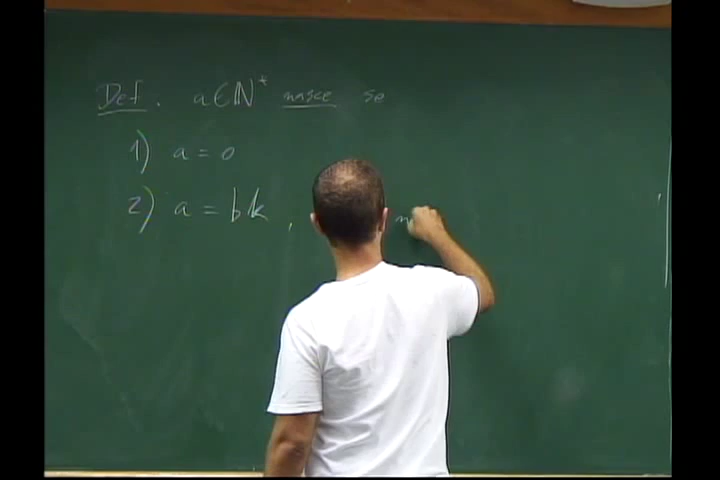 Def. a∈ℕ* nasce se
1) a = 0
2) a = bk,